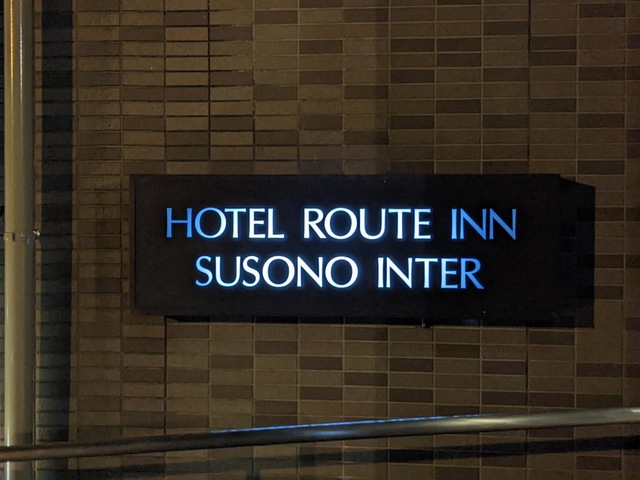 HOTEL ROUTE INN
SUSONO INTER